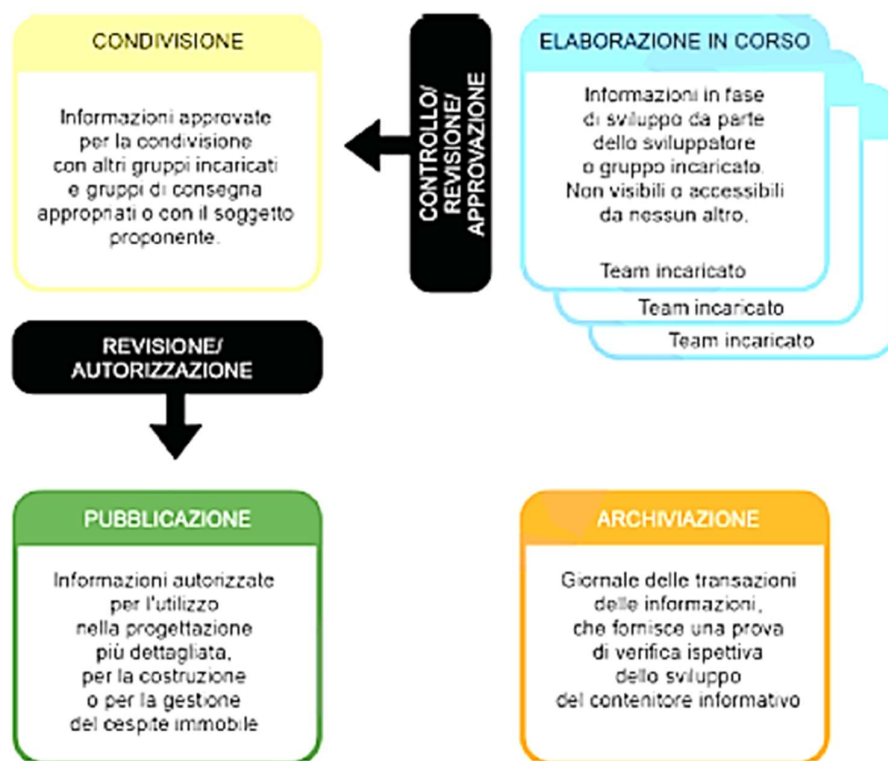 CONDIVISIONE
Informazioni approvate
per la condivisione
con altri gruppi incaricati
e gruppi di consegna
appropriati o con il soggetto
proponente.
CONTROLLO/
REVISIONE/
APPROVAZIONE
ELABORAZIONE IN CORSO
Informazioni in fase
di sviluppo da parte
dello sviluppatore
o gruppo incaricato.
Non visibili o accessibili
da nessun altro.
Team incaricato
Team incaricato
Team incaricato
REVISIONE/
AUTORIZZAZIONE
PUBBLICAZIONE
Informazioni autorizzate
per l'utilizzo
nella progettazione
più dettagliata,
per la costruzione
o per la gestione
del cespite immobile
ARCHIVIAZIONE
Giornale delle transazioni
delle informazioni,
che fornisce una prova
di verifica ispettiva
dello sviluppo
del contenitore informativo